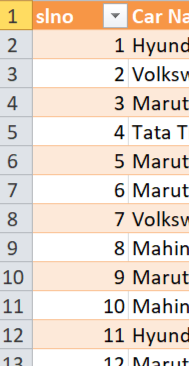 1 slno Car Na
2 1 Hyund
3 2 Volksw
4 3 Marut
5 4 Tata T
6 5 Marut
7 6 Marut
8 7 Volksw
9 8 Mahin
10 9 Marut
11 10 Mahin
12 11 Hyund
13 12 Marut